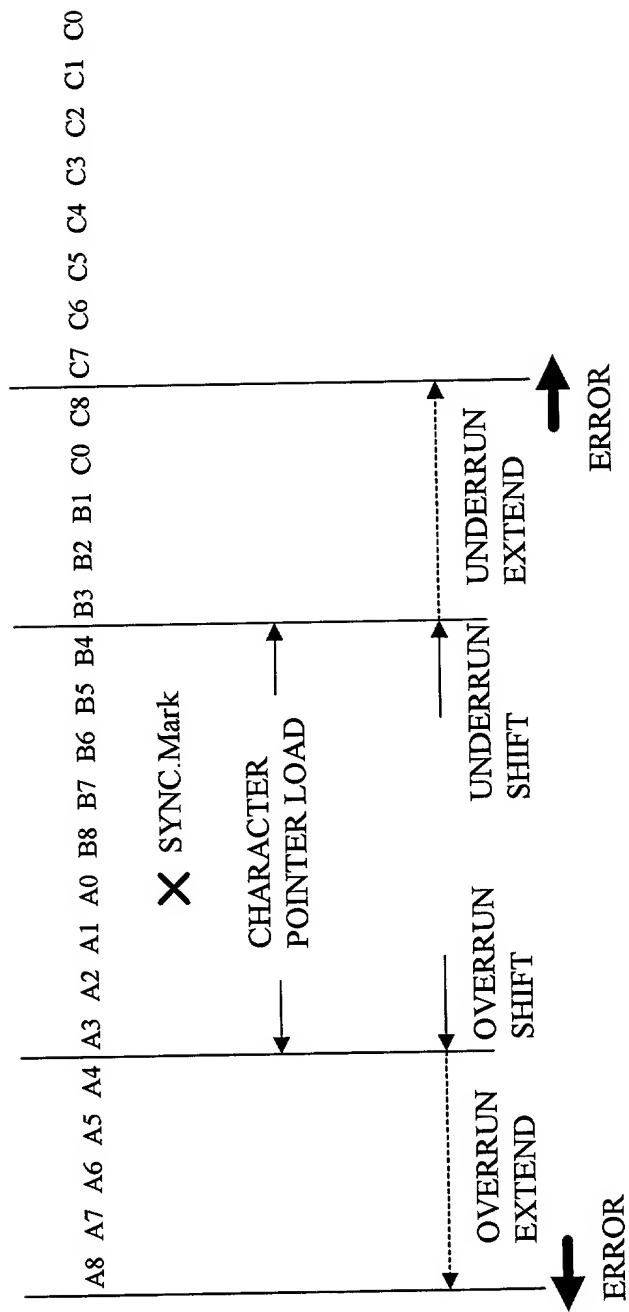 A8 A7 A6 A5 A4 A3 A2 A1 A0 B8 B7 B6 B5 B4 B3 B2 B1 C0 C8 C7 C6 C5 C4 C3 C2 C1 C0
SYNC.Mark
CHARACTER
POINTER LOAD
OVERRUN
EXTEND
OVERRUN
SHIFT
UNDERRUN
SHIFT
UNDERRUN
EXTEND
ERROR
ERROR